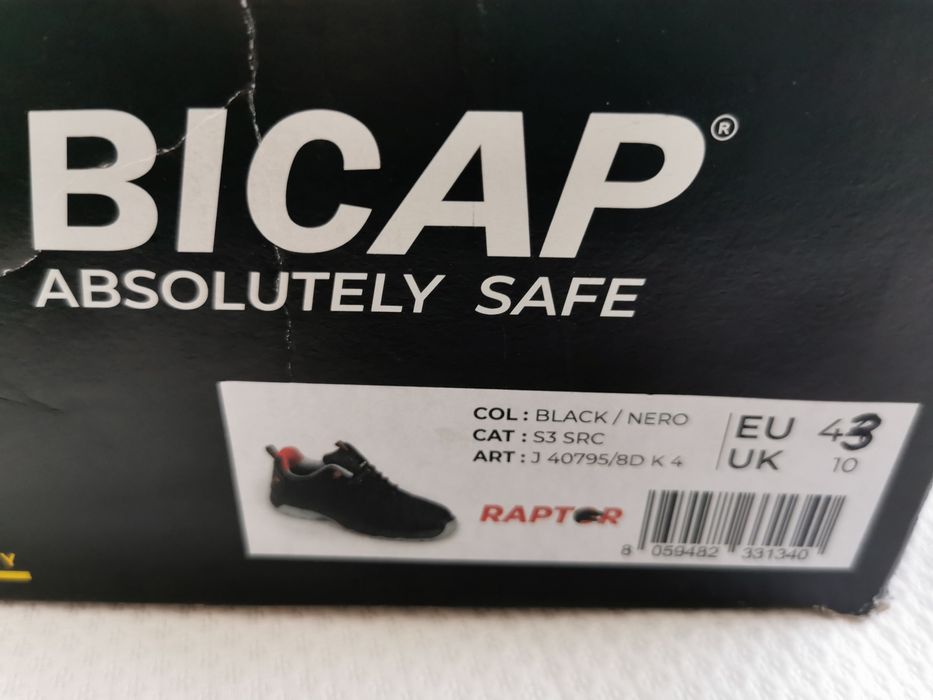 BICAP®
ABSOLUTELY SAFE
COL : BLACK / NERO
CAT : S3 SRC
ART : J 40795/8D K 4
EU 43
UK 10
RAPTOR
8 059482 331340
Y